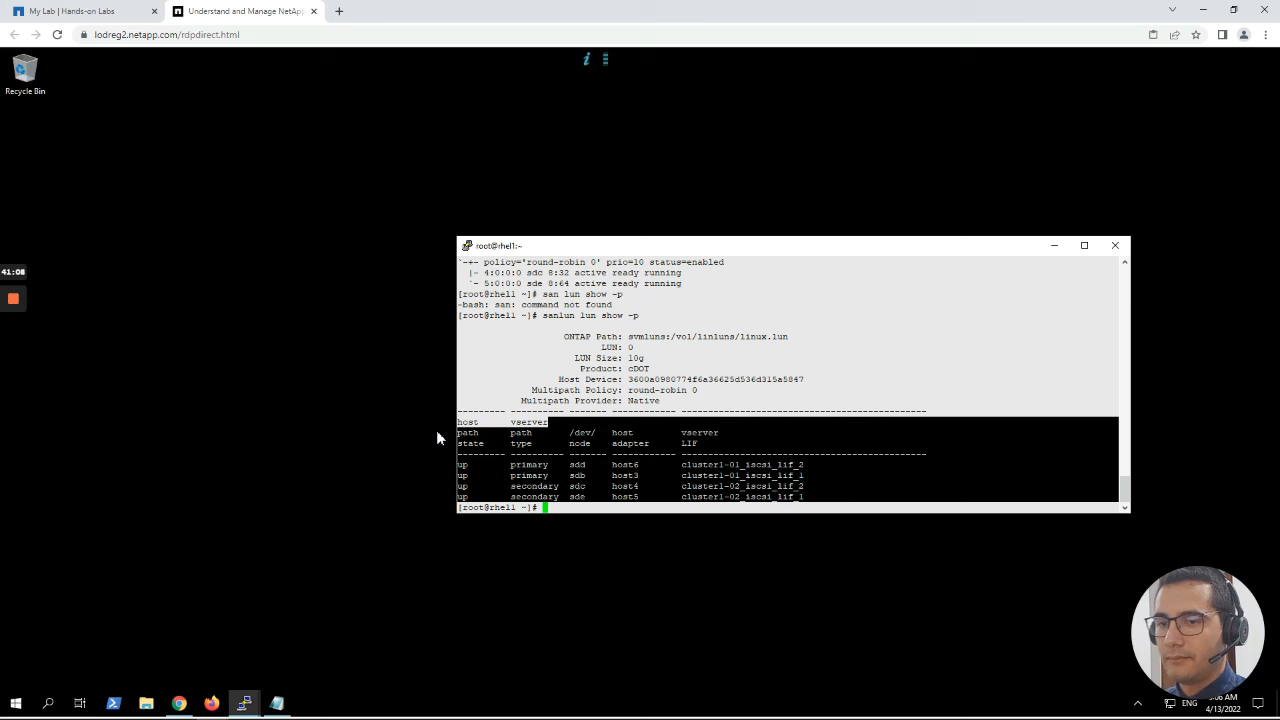 My Lab | Hands-on Labs
Understand and Manage NetApp
lodreg2.netapp.com/rdpdirect.html
Recycle Bin
41:08
root@rhel1:~
`-+- policy='round-robin 0' prio=10 status=enabled
|- 4:0:0:0 sdc 8:32 active ready running
`- 5:0:0:0 sde 8:64 active ready running
[root@rhel1 ~]# san lun show -p
-bash: san: command not found
[root@rhel1 ~]# sanlun lun show -p
ONTAP Path: svmluns:/vol/linluns/linux.lun
LUN: 0
LUN Size: 10g
Product: cDOT
Host Device: 3600a0980774f6a36625d536d315a5847
Multipath Policy: round-robin 0
Multipath Provider: Native
--------- ---------- ------- ------------ ----------------------------------------------
host vserver
path path /dev/ host vserver
state type node adapter LIF
--------- ---------- ------- ------------ ----------------------------------------------
up primary sdd host6 cluster1-01_iscsi_lif_2
up primary sdb host3 cluster1-01_iscsi_lif_1
up secondary sdc host4 cluster1-02_iscsi_lif_2
up secondary sde host5 cluster1-02_iscsi_lif_1
[root@rhel1 ~]#
ENG
4/13/2022